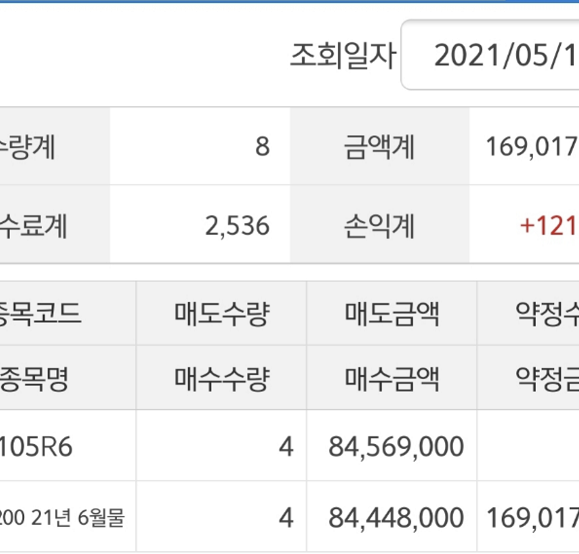 조회일자 2021/05/1
수량계 8 금액계 169,017
수료계 2,536 손익계 +121
종목코드 매도수량 매도금액 약정수
종목명 매수수량 매수금액 약정금
105R6 4 84,569,000
200 21년 6월물 4 84,448,000 169,017